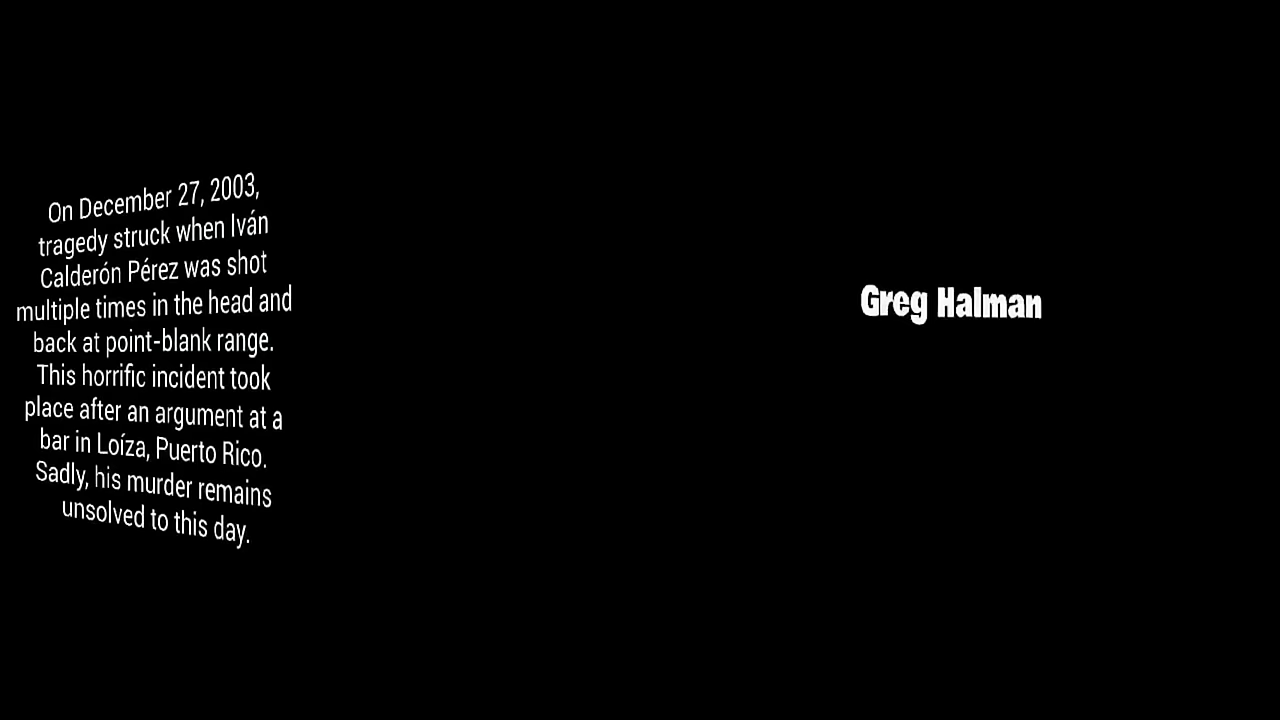 On December 27, 2003,
tragedy struck when Iván
Calderón Pérez was shot
multiple times in the head and
back at point-blank range.
This horrific incident took
place after an argument at a
bar in Loíza, Puerto Rico.
Sadly, his murder remains
unsolved to this day.
Greg Halman